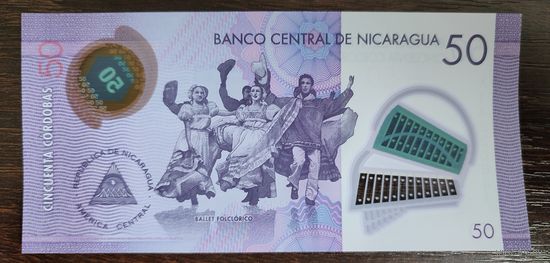 BANCO CENTRAL DE NICARAGUA 50
50
50
CINCUENTA CÓRDOBAS
REPÚBLICA DE NICARAGUA
AMÉRICA CENTRAL
BALLET FOLCLÓRICO
50